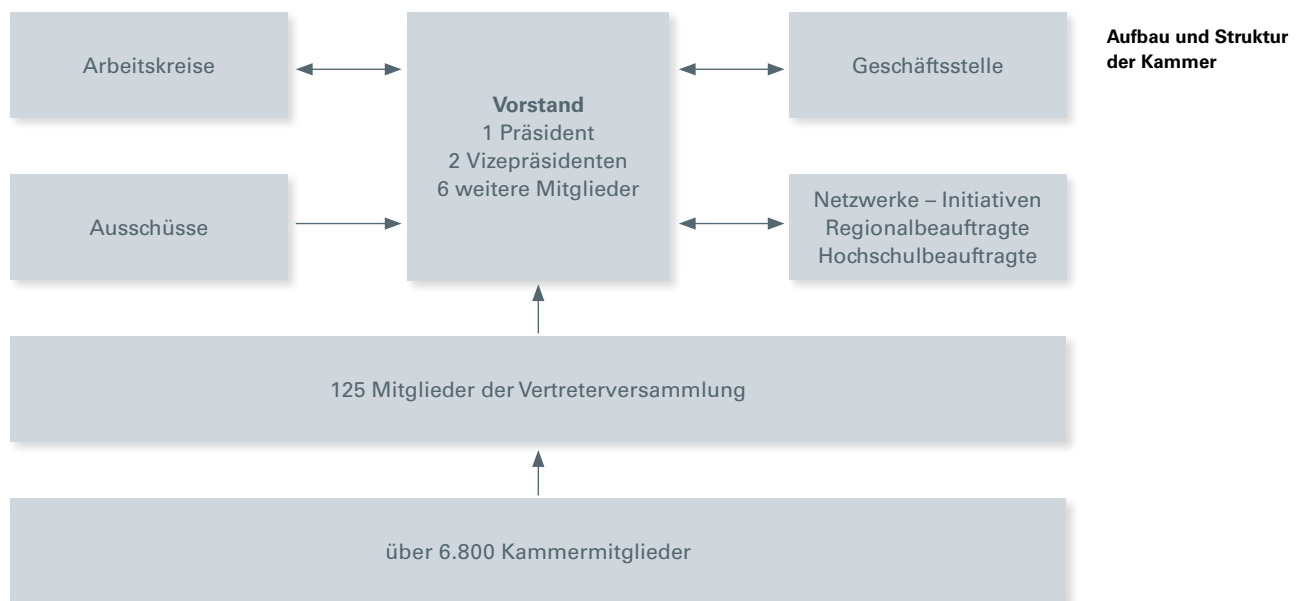 Aufbau und Struktur
der Kammer
Arbeitskreise
Vorstand
1 Präsident
2 Vizepräsidenten
6 weitere Mitglieder
Geschäftsstelle
Ausschüsse
Netzwerke – Initiativen
Regionalbeauftragte
Hochschulbeauftragte
125 Mitglieder der Vertreterversammlung
über 6.800 Kammermitglieder